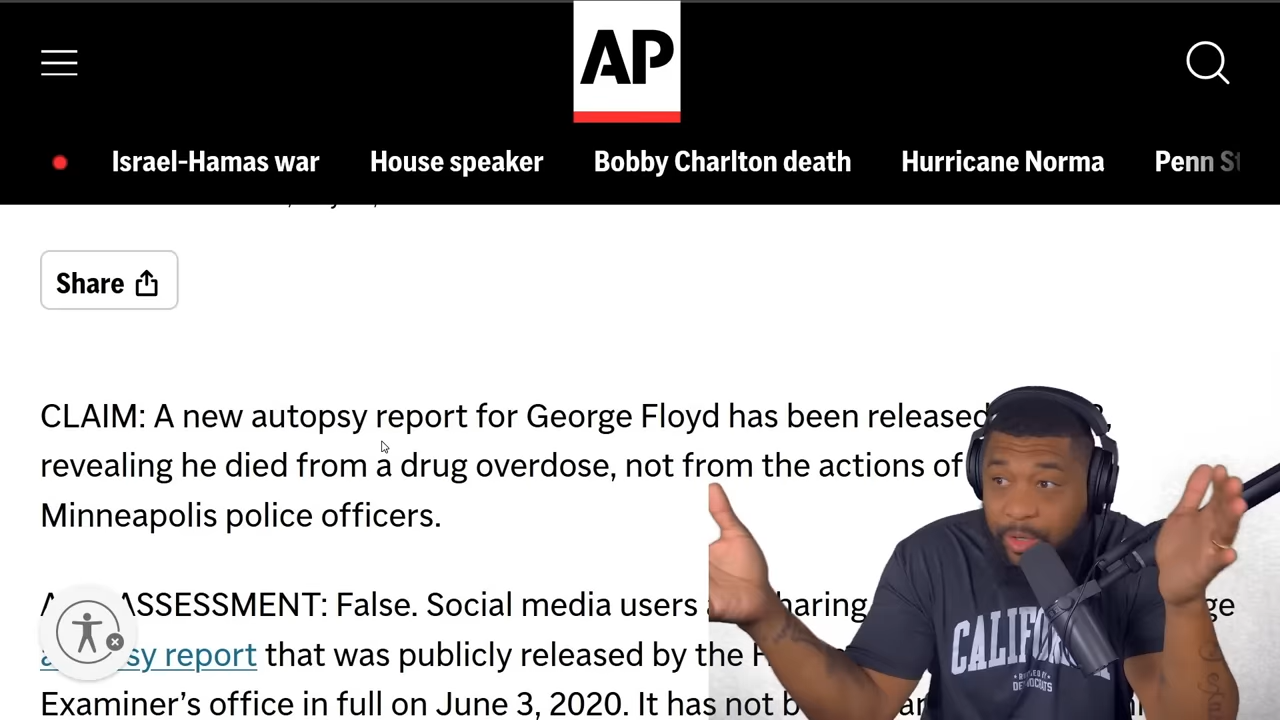 AP
Israel-Hamas war House speaker Bobby Charlton death Hurricane Norma Penn
Share
CLAIM: A new autopsy report for George Floyd has been released
revealing he died from a drug overdose, not from the actions of
Minneapolis police officers.
ASSESSMENT: False. Social media users sharing
report that was publicly released by the
Examiner’s office in full on June 3, 2020. It has not
DEMOCRATS